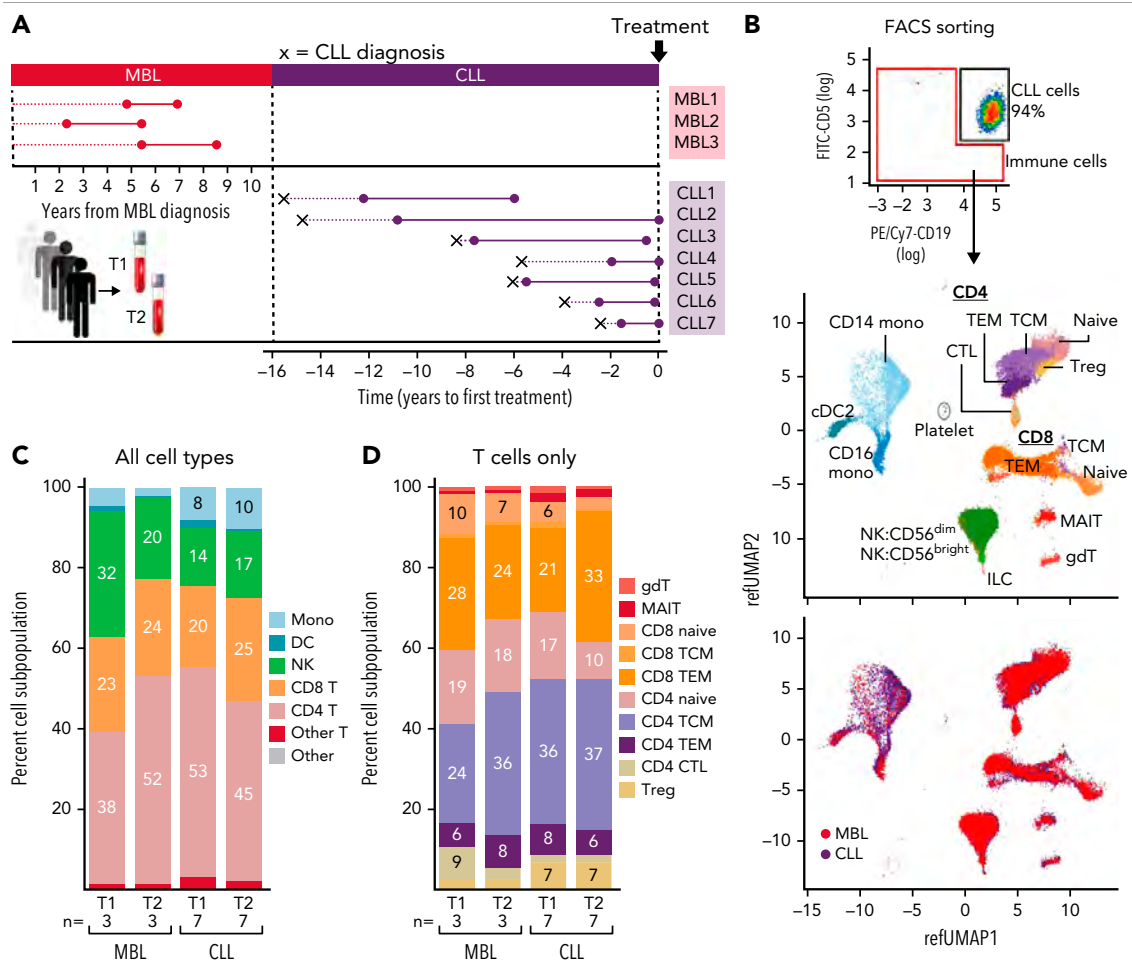 A
Treatment
x = CLL diagnosis
MBL
CLL
MBL1
MBL2
MBL3
1 2 3 4 5 6 7 8 9 10
Years from MBL diagnosis
T1
T2
CLL1
CLL2
CLL3
CLL4
CLL5
CLL6
CLL7
−16 −14 −12 −10 −8 −6 −4 −2 0
Time (years to first treatment)
B
FACS sorting
FITC-CD5 (log)
5
4
3
2
1
CLL cells
94%
Immune cells
−3 −2 3 4 5
PE/Cy7-CD19
(log)
CD4
CD14 mono
TEM TCM Naive
CTL
Treg
cDC2
Platelet
CD16
mono
CD8
TCM
TEM
Naive
NK:CD56dim
NK:CD56bright
MAIT
gdT
ILC
10
5
0
−5
10
refUMAP2
5
0
−5
−10
MBL
CLL
−15 −10 0 5 10
refUMAP1
C
All cell types
Percent cell subpopulation
100
80
60
40
20
32
23
38
20
24
52
8
14
20
53
10
17
25
45
Mono
DC
NK
CD8 T
CD4 T
Other T
Other
T1 T2 T1 T2
n= 3 3 7 7
MBL CLL
D
T cells only
Percent cell subpopulation
100
80
60
40
20
10
28
19
24
6
9
7
24
18
36
8
6
21
17
36
8
7
33
10
37
6
7
gdT
MAIT
CD8 naive
CD8 TCM
CD8 TEM
CD4 naive
CD4 TCM
CD4 TEM
CD4 CTL
Treg
T1 T2 T1 T2
n= 3 3 7 7
MBL CLL